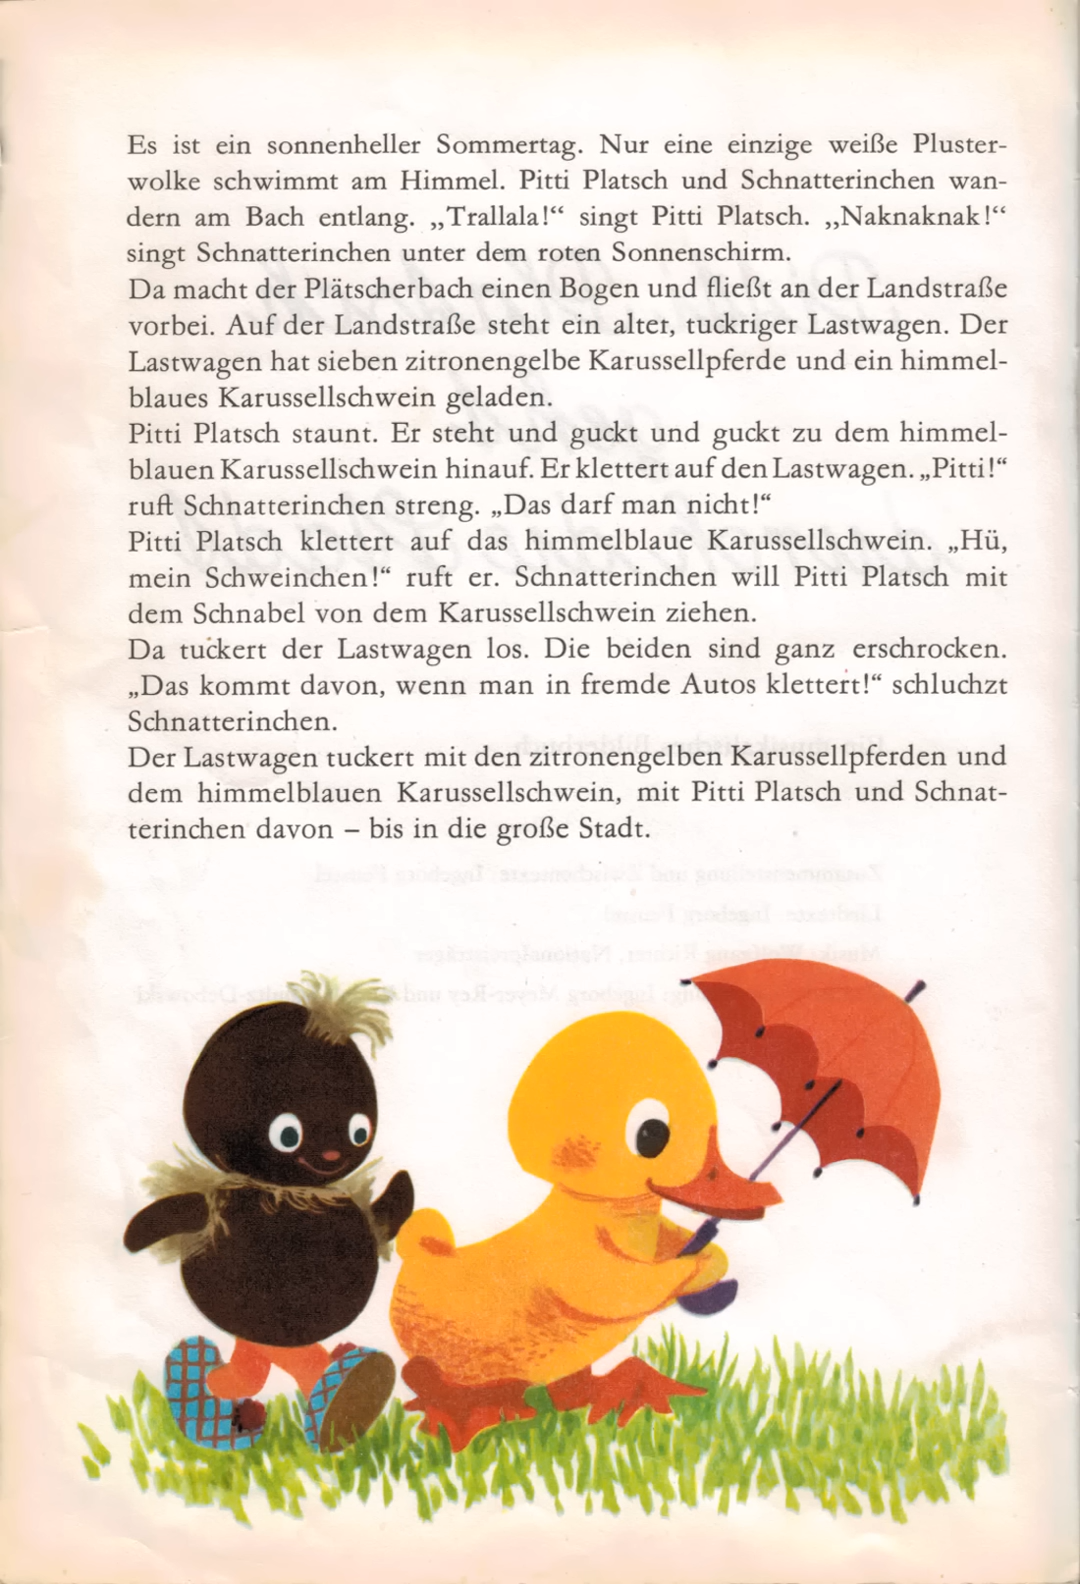 Es ist ein sonnenheller Sommertag. Nur eine einzige weiße Pluster-
wolke schwimmt am Himmel. Pitti Platsch und Schnatterinchen wan-
dern am Bach entlang. „Trallala!“ singt Pitti Platsch. „Naknaknak!“
singt Schnatterinchen unter dem roten Sonnenschirm.
Da macht der Plätscherbach einen Bogen und fließt an der Landstraße
vorbei. Auf der Landstraße steht ein alter, tuckriger Lastwagen. Der
Lastwagen hat sieben zitronengelbe Karussellpferde und ein himmel-
blaues Karussellschwein geladen.
Pitti Platsch staunt. Er steht und guckt und guckt zu dem himmel-
blauen Karussellschwein hinauf. Er klettert auf den Lastwagen. „Pitti!“
ruft Schnatterinchen streng. „Das darf man nicht!“
Pitti Platsch klettert auf das himmelblaue Karussellschwein. „Hü,
mein Schweinchen!“ ruft er. Schnatterinchen will Pitti Platsch mit
dem Schnabel von dem Karussellschwein ziehen.
Da tuckert der Lastwagen los. Die beiden sind ganz erschrocken.
„Das kommt davon, wenn man in fremde Autos klettert!“ schluchzt
Schnatterinchen.
Der Lastwagen tuckert mit den zitronengelben Karussellpferden und
dem himmelblauen Karussellschwein, mit Pitti Platsch und Schnat-
terinchen davon – bis in die große Stadt.